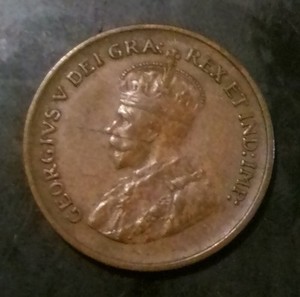 GEORGIVS V DEI GRA: REX ET IND: IMP: